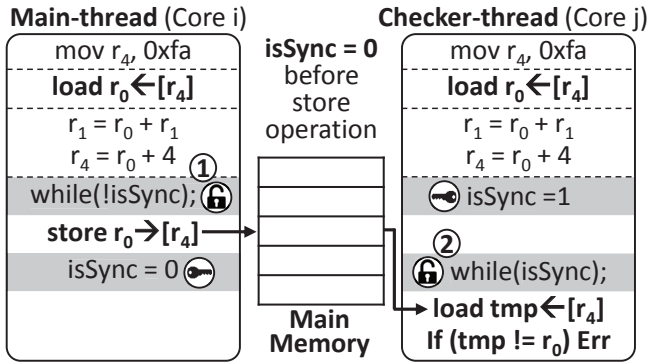 Main-thread (Core i)
mov r4, 0xfa
load r0←[r4]
r1 = r0 + r1
r4 = r0 + 4
①
while(!isSync);
store r0→[r4]
isSync = 0
isSync = 0
before
store
operation
Main
Memory
Checker-thread (Core j)
mov r4, 0xfa
load r0←[r4]
r1 = r0 + r1
r4 = r0 + 4
isSync =1
②
while(isSync);
load tmp←[r4]
If (tmp != r0) Err